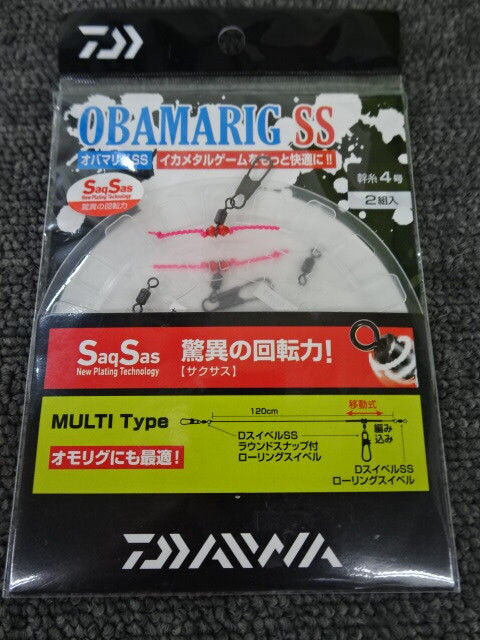 OBAMARIG SS
オバマリグSS イカメタルゲームをもっと快適に!!
SaqSas
New Plating Technology
驚異の回転力
幹糸4号
2組入
SaqSas
New Plating Technology
驚異の回転力!
【サクサス】
MULTI Type
オモリグにも最適!
120cm
移動式
編み
込み
DスイベルSS
ラウンドスナップ付
ローリングスイベル
DスイベルSS
ローリングスイベル
DAIWA